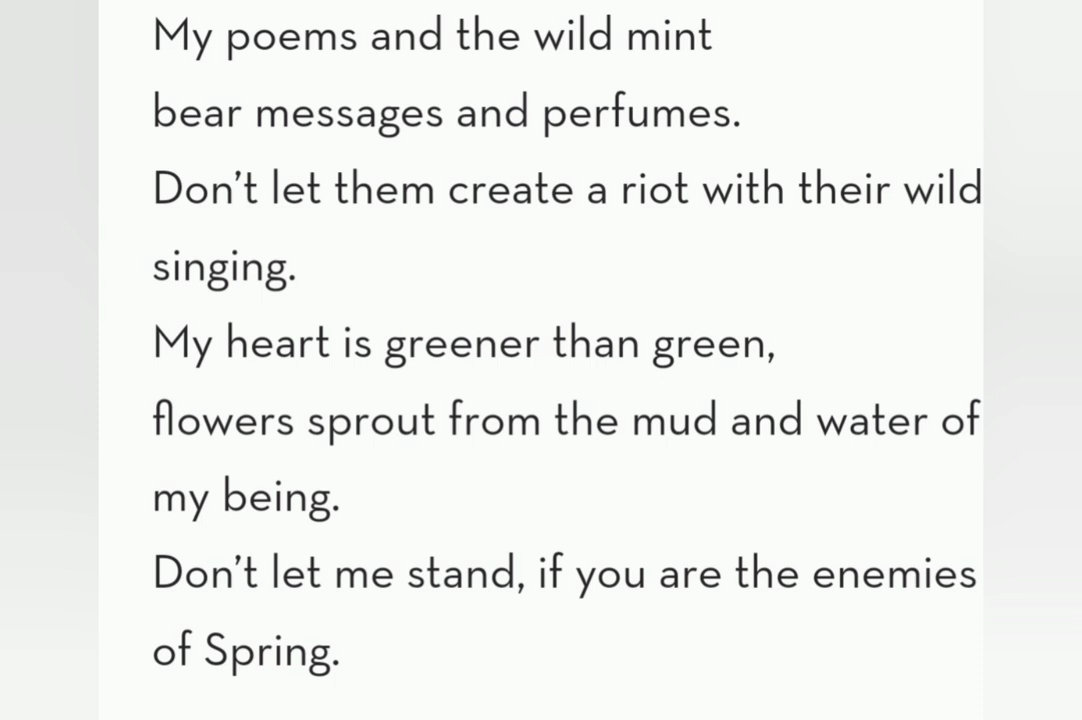 My poems and the wild mint
bear messages and perfumes.
Don’t let them create a riot with their wild
singing.
My heart is greener than green,
flowers sprout from the mud and water of
my being.
Don’t let me stand, if you are the enemies
of Spring.